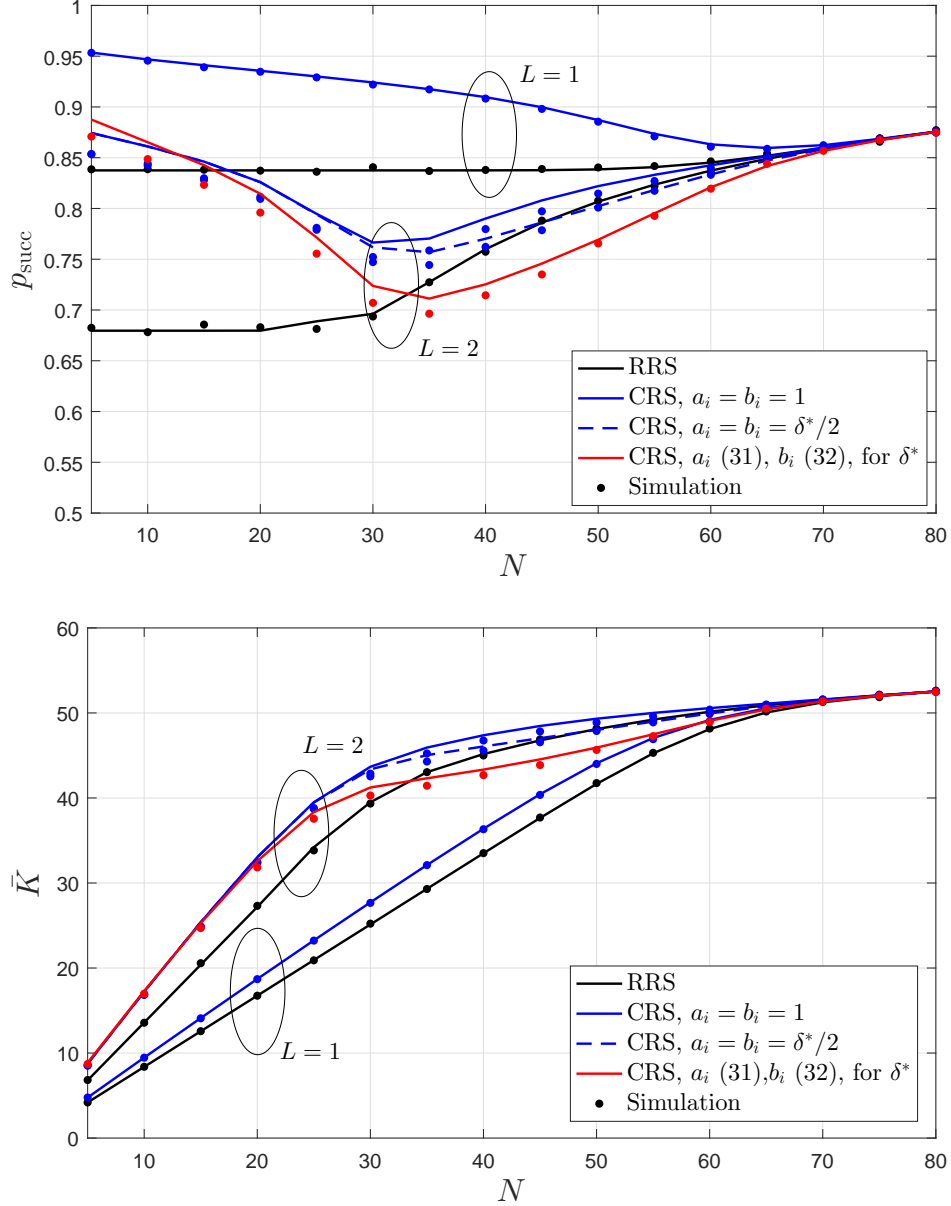 1
0.95
0.9
0.85
0.8
0.75
0.7
0.65
0.6
0.55
0.5
p_succ
L = 1
L = 2
RRS
CRS, a_i = b_i = 1
CRS, a_i = b_i = δ*/2
CRS, a_i (31), b_i (32), for δ*
Simulation
10 20 30 40 50 60 70 80
N
60
50
40
30
20
10
0
K̄
L = 2
L = 1
RRS
CRS, a_i = b_i = 1
CRS, a_i = b_i = δ*/2
CRS, a_i (31),b_i (32), for δ*
Simulation
10 20 30 40 50 60 70 80
N